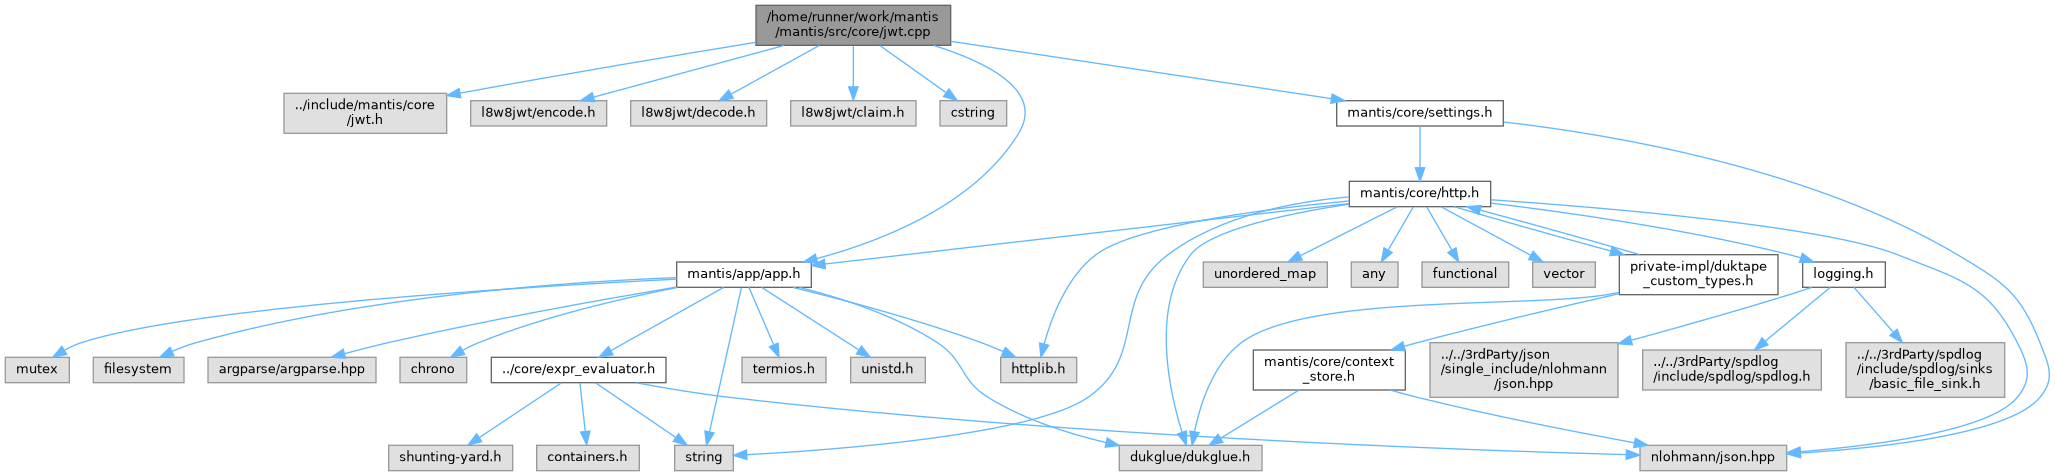 /home/runner/work/mantis
/mantis/src/core/jwt.cpp
../include/mantis/core
/jwt.h
l8w8jwt/encode.h
l8w8jwt/decode.h
l8w8jwt/claim.h
cstring
mantis/core/settings.h
mantis/core/http.h
mantis/app/app.h
unordered_map
any
functional
vector
private-impl/duktape
_custom_types.h
logging.h
mutex
filesystem
argparse/argparse.hpp
chrono
../core/expr_evaluator.h
termios.h
unistd.h
httplib.h
mantis/core/context
_store.h
../../3rdParty/json
/single_include/nlohmann
/json.hpp
../../3rdParty/spdlog
/include/spdlog/spdlog.h
../../3rdParty/spdlog
/include/spdlog/sinks
/basic_file_sink.h
shunting-yard.h
containers.h
string
dukglue/dukglue.h
nlohmann/json.hpp